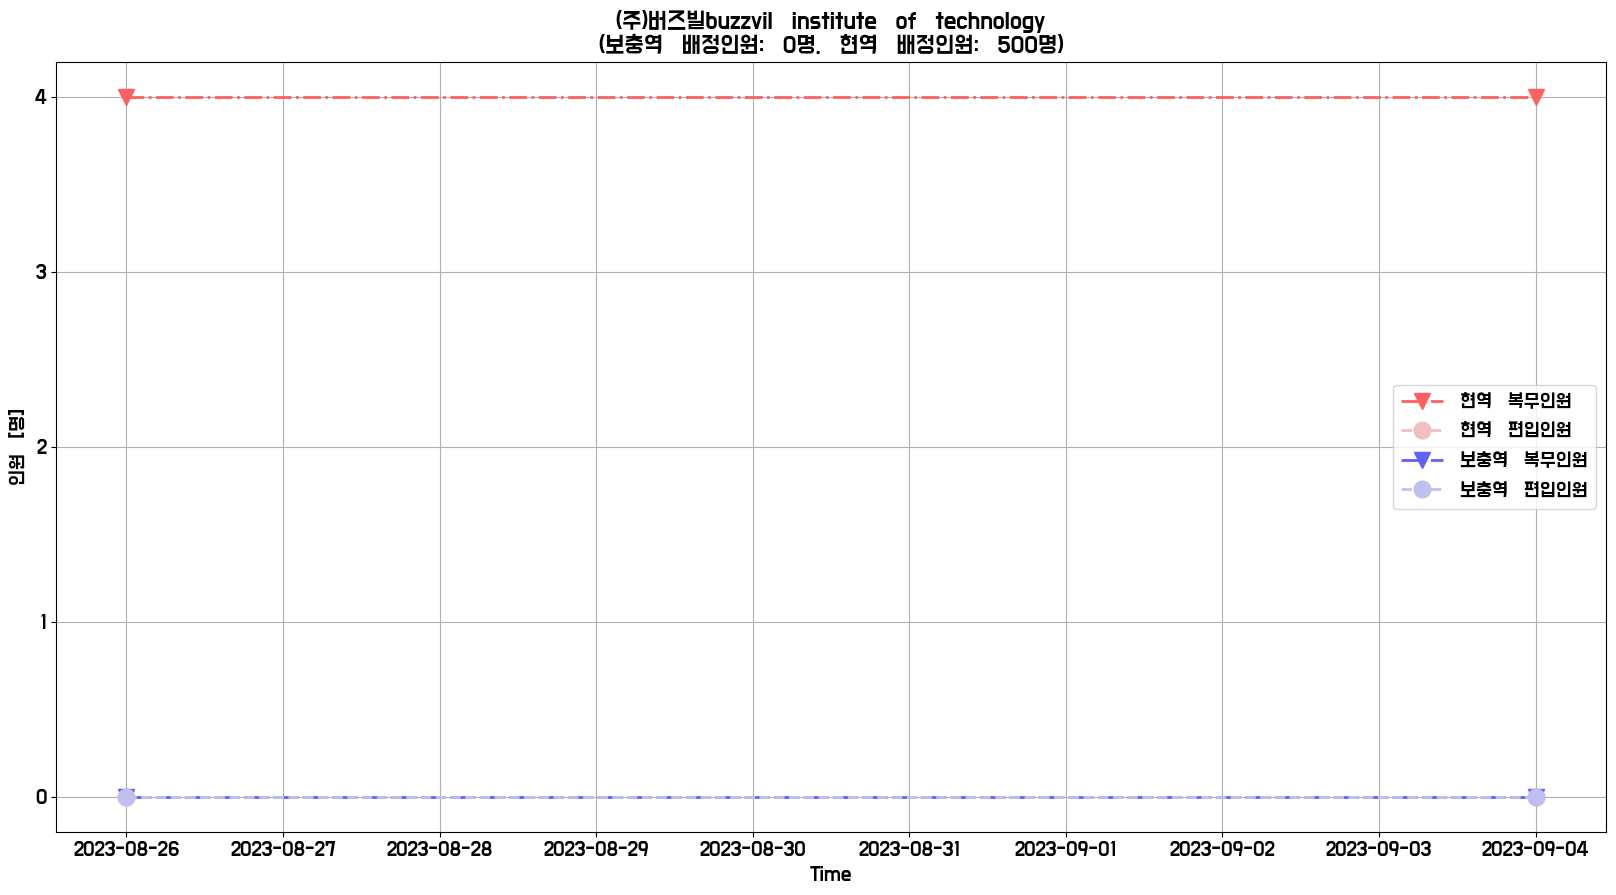 (주)버즈빌buzzvil institute of technology
(보충역 배정인원: 0명, 현역 배정인원: 500명)
인원 [명]
4
3
2
1
0
현역 복무인원
현역 편입인원
보충역 복무인원
보충역 편입인원
2023-08-26 2023-08-27 2023-08-28 2023-08-29 2023-08-30 2023-08-31 2023-09-01 2023-09-02 2023-09-03 2023-09-04
Time